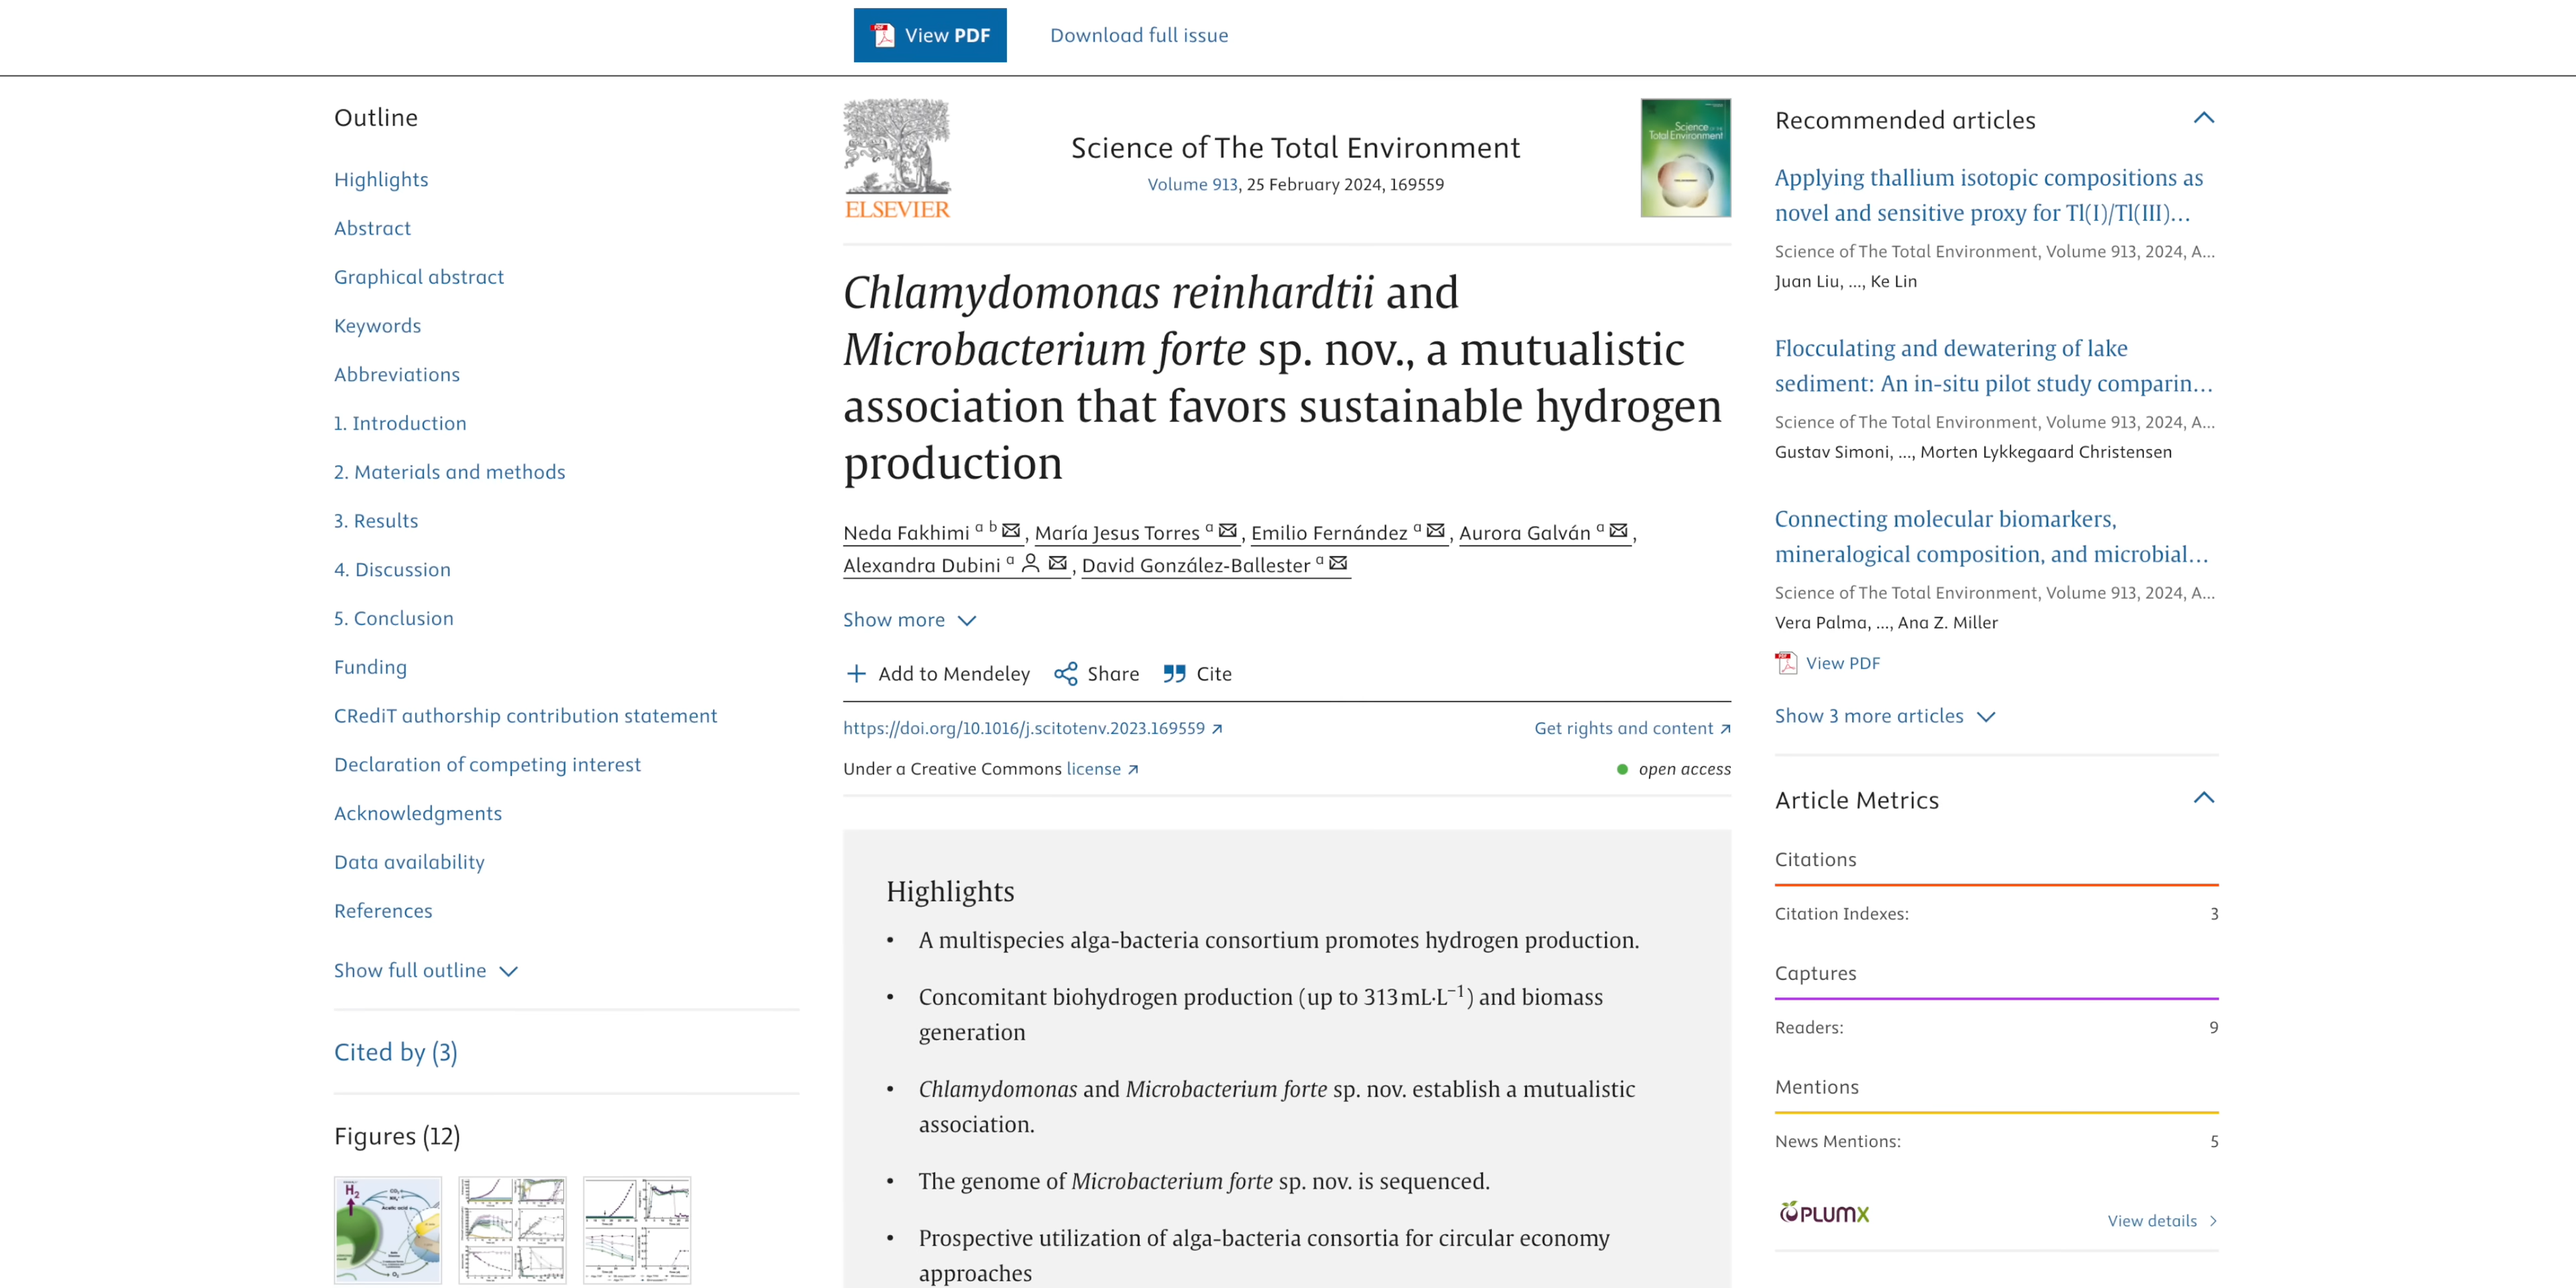 View PDF
Download full issue
Outline
Highlights
Abstract
Graphical abstract
Keywords
Abbreviations
1. Introduction
2. Materials and methods
3. Results
4. Discussion
5. Conclusion
Funding
CRediT authorship contribution statement
Declaration of competing interest
Acknowledgments
Data availability
References
Show full outline
Cited by (3)
Figures (12)
H2
ELSEVIER
Science of The Total Environment
Volume 913, 25 February 2024, 169559
Science of the
Total Environment
Chlamydomonas reinhardtii and
Microbacterium forte sp. nov., a mutualistic
association that favors sustainable hydrogen
production
Neda Fakhimi a b, María Jesus Torres a, Emilio Fernández a, Aurora Galván a,
Alexandra Dubini a, David González-Ballester a
Show more
Add to Mendeley
Share
Cite
https://doi.org/10.1016/j.scitotenv.2023.169559
Get rights and content
Under a Creative Commons license
open access
Highlights
• A multispecies alga-bacteria consortium promotes hydrogen production.
• Concomitant biohydrogen production (up to 313 mL·L−1) and biomass
generation
• Chlamydomonas and Microbacterium forte sp. nov. establish a mutualistic
association.
• The genome of Microbacterium forte sp. nov. is sequenced.
• Prospective utilization of alga-bacteria consortia for circular economy
approaches
Recommended articles
Applying thallium isotopic compositions as
novel and sensitive proxy for Tl(I)/Tl(III)…
Science of The Total Environment, Volume 913, 2024, A…
Juan Liu, …, Ke Lin
Flocculating and dewatering of lake
sediment: An in-situ pilot study comparin…
Science of The Total Environment, Volume 913, 2024, A…
Gustav Simoni, …, Morten Lykkegaard Christensen
Connecting molecular biomarkers,
mineralogical composition, and microbial…
Science of The Total Environment, Volume 913, 2024, A…
Vera Palma, …, Ana Z. Miller
View PDF
Show 3 more articles
Article Metrics
Citations
Citation Indexes: 3
Captures
Readers: 9
Mentions
News Mentions: 5
PLUMX
View details